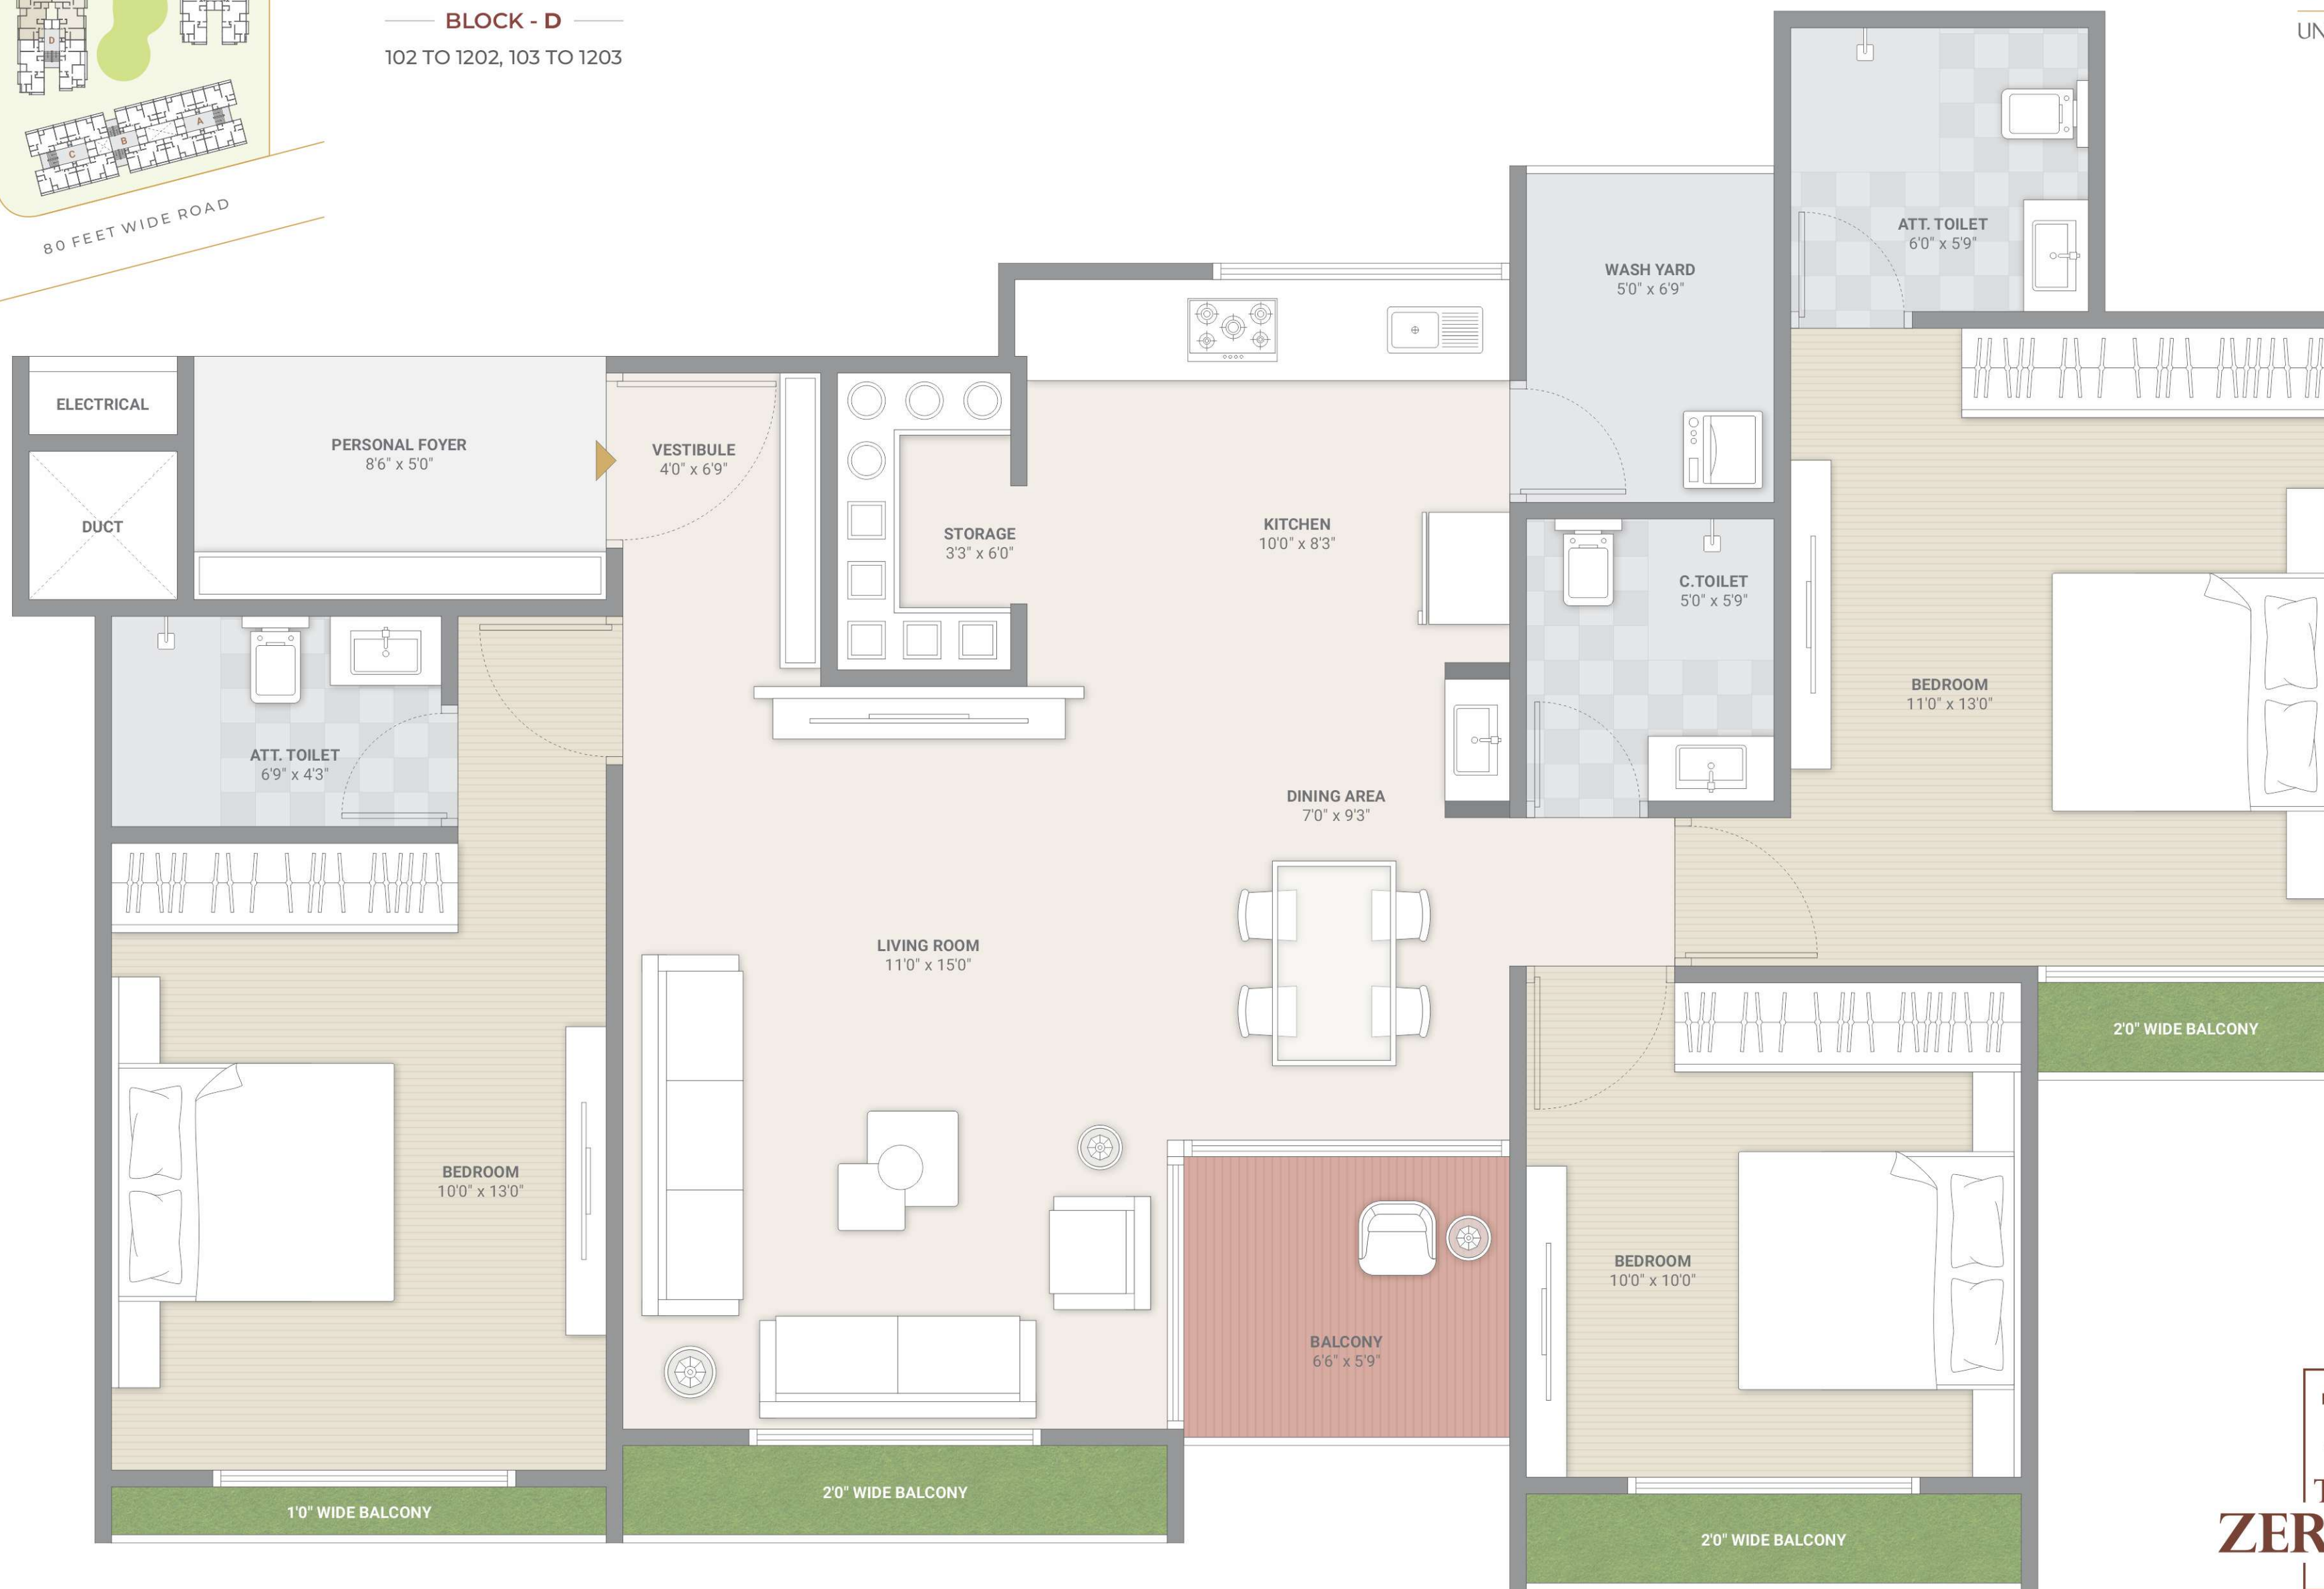 BLOCK - D
102 TO 1202, 103 TO 1203
UN
D
A
B
C
80 FEET WIDE ROAD
ATT. TOILET
6'0" x 5'9"
WASH YARD
5'0" x 6'9"
ELECTRICAL
PERSONAL FOYER
8'6" x 5'0"
VESTIBULE
4'0" x 6'9"
DUCT
STORAGE
3'3" x 6'0"
KITCHEN
10'0" x 8'3"
C.TOILET
5'0" x 5'9"
BEDROOM
11'0" x 13'0"
ATT. TOILET
6'9" x 4'3"
DINING AREA
7'0" x 9'3"
LIVING ROOM
11'0" x 15'0"
2'0" WIDE BALCONY
BEDROOM
10'0" x 13'0"
BEDROOM
10'0" x 10'0"
BALCONY
6'6" x 5'9"
2'0" WIDE BALCONY
1'0" WIDE BALCONY
2'0" WIDE BALCONY
ZER